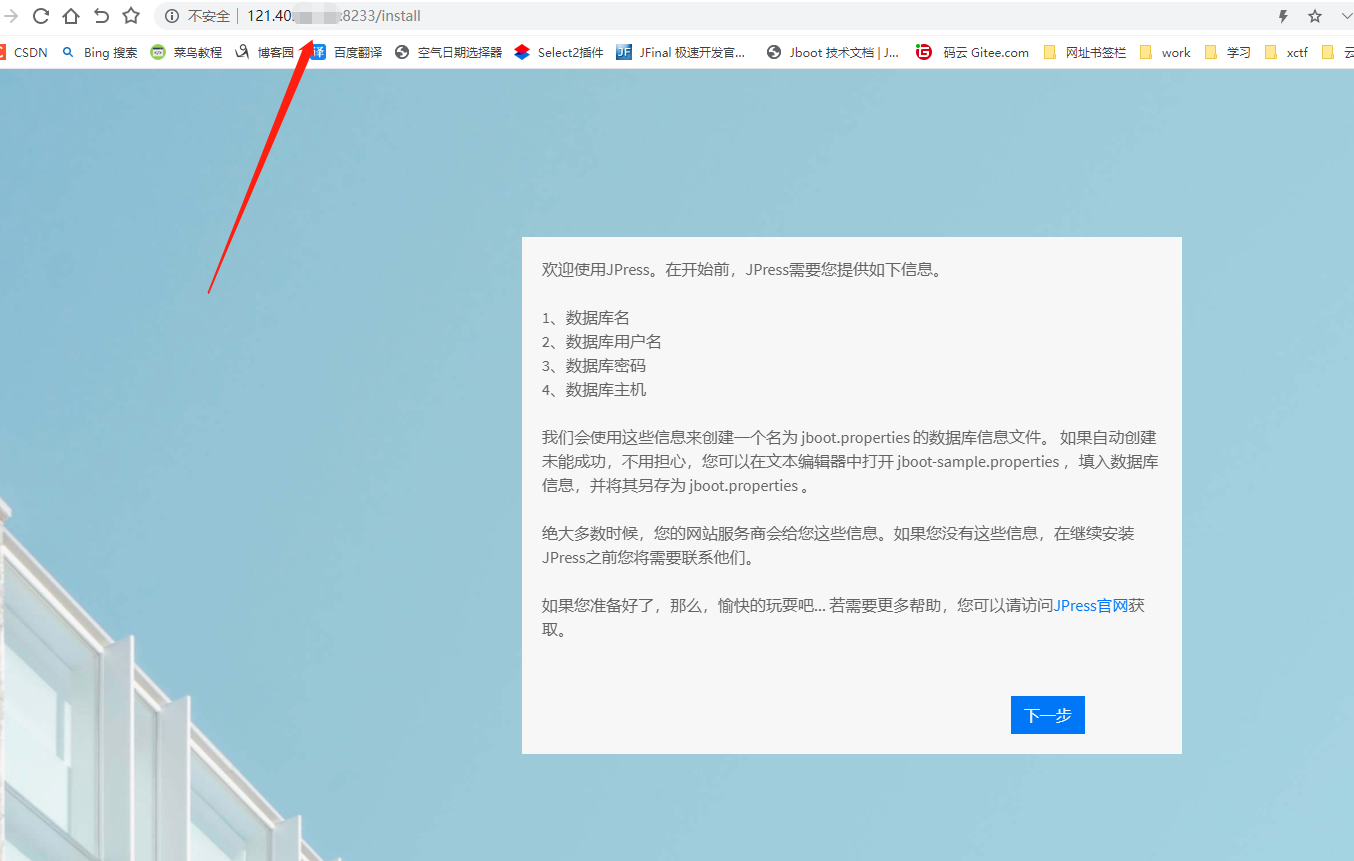 不安全 121.40. :8233/install
CSDN Bing 搜索 菜鸟教程 博客园 译 百度翻译 空气日期选择器 Select2插件 JF JFinal 极速开发官... Jboot 技术文档 | J... G 码云 Gitee.com 网址书签栏 work 学习 xctf 云
欢迎使用JPress。在开始前，JPress需要您提供如下信息。
1、数据库名
2、数据库用户名
3、数据库密码
4、数据库主机
我们会使用这些信息来创建一个名为 jboot.properties 的数据库信息文件。 如果自动创建
未能成功，不用担心，您可以在文本编辑器中打开 jboot-sample.properties ，填入数据库
信息，并将其另存为 jboot.properties 。
绝大多数时候，您的网站服务商会给您这些信息。如果您没有这些信息，在继续安装
JPress之前您将需要联系他们。
如果您准备好了，那么，愉快的玩耍吧... 若需要更多帮助，您可以请访问JPress官网获
取。
下一步